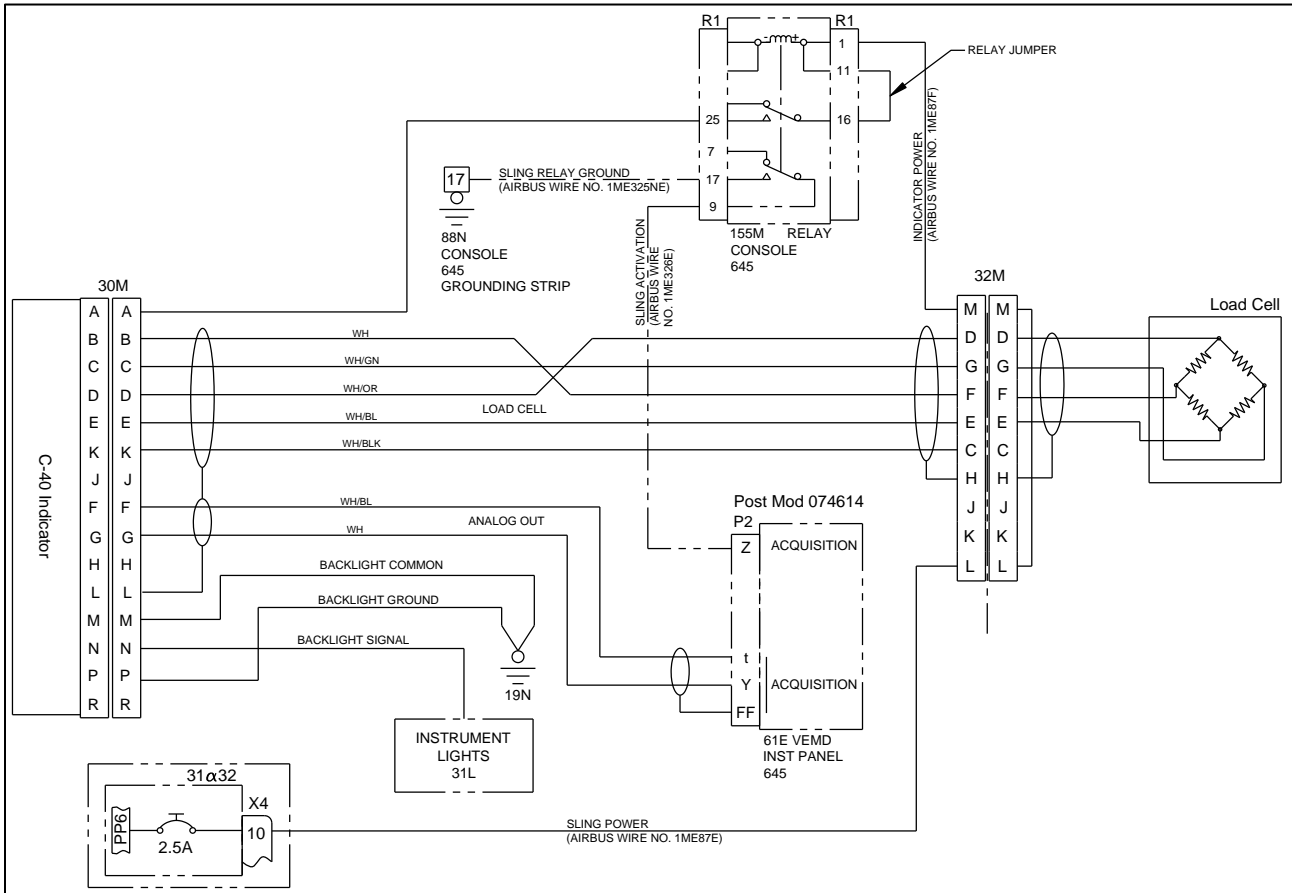 R1
R1
-
+
1
11
25
16
7
17
9
RELAY JUMPER
INDICATOR POWER
(AIRBUS WIRE NO. 1ME87F)
17
SLING RELAY GROUND
(AIRBUS WIRE NO. 1ME325NE)
88N
CONSOLE
645
GROUNDING STRIP
155M
RELAY
CONSOLE
645
SLING ACTIVATION
(AIRBUS WIRE
NO. 1ME326E)
30M
C-40 Indicator
A A
B B
C C
D D
E E
K K
J J
F F
G G
H H
L L
M M
N N
P P
R R
WH
WH/GN
WH/OR
LOAD CELL
WH/BL
WH/BLK
WH/BL
ANALOG OUT
WH
BACKLIGHT COMMON
BACKLIGHT GROUND
BACKLIGHT SIGNAL
19N
INSTRUMENT
LIGHTS
31L
32M
M M
D D
G G
F F
E E
C C
H H
J J
K K
L L
Load Cell
Post Mod 074614
P2
Z
ACQUISITION
t
Y
ACQUISITION
FF
61E VEMD
INST PANEL
645
31α32
PP6
2.5A
X4
10
SLING POWER
(AIRBUS WIRE NO. 1ME87E)